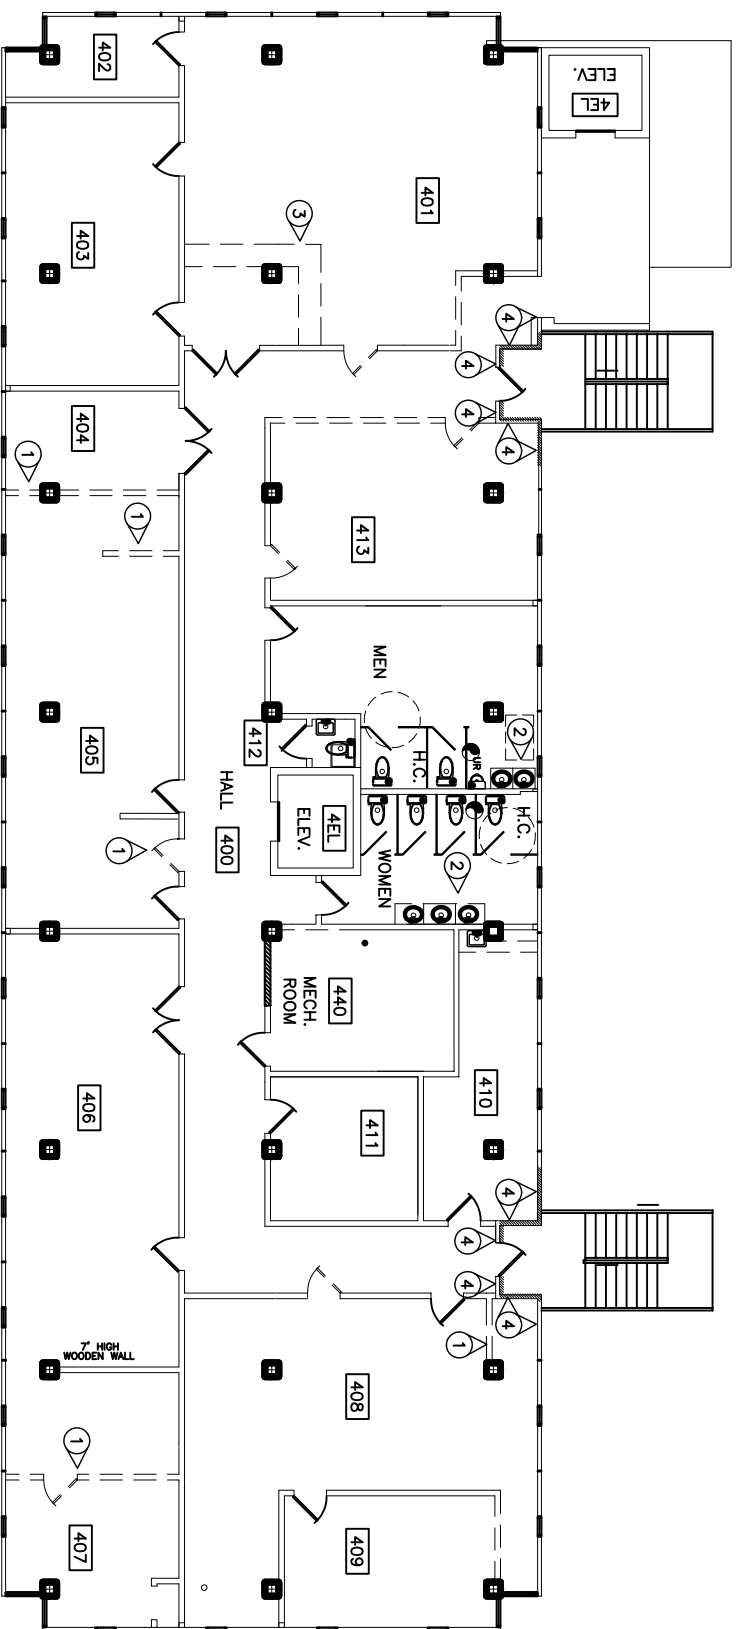 402
ELEV.
4EL
403
401
3
4
4
4
4
404
1
1
413
MEN
2
UR
H.C.
412
405
HALL
400
4EL
ELEV.
H.C.
WOMEN
2
1
440
MECH.
ROOM
410
411
406
4
4
4
4
1
7' HIGH
WOODEN WALL
408
1
407
409